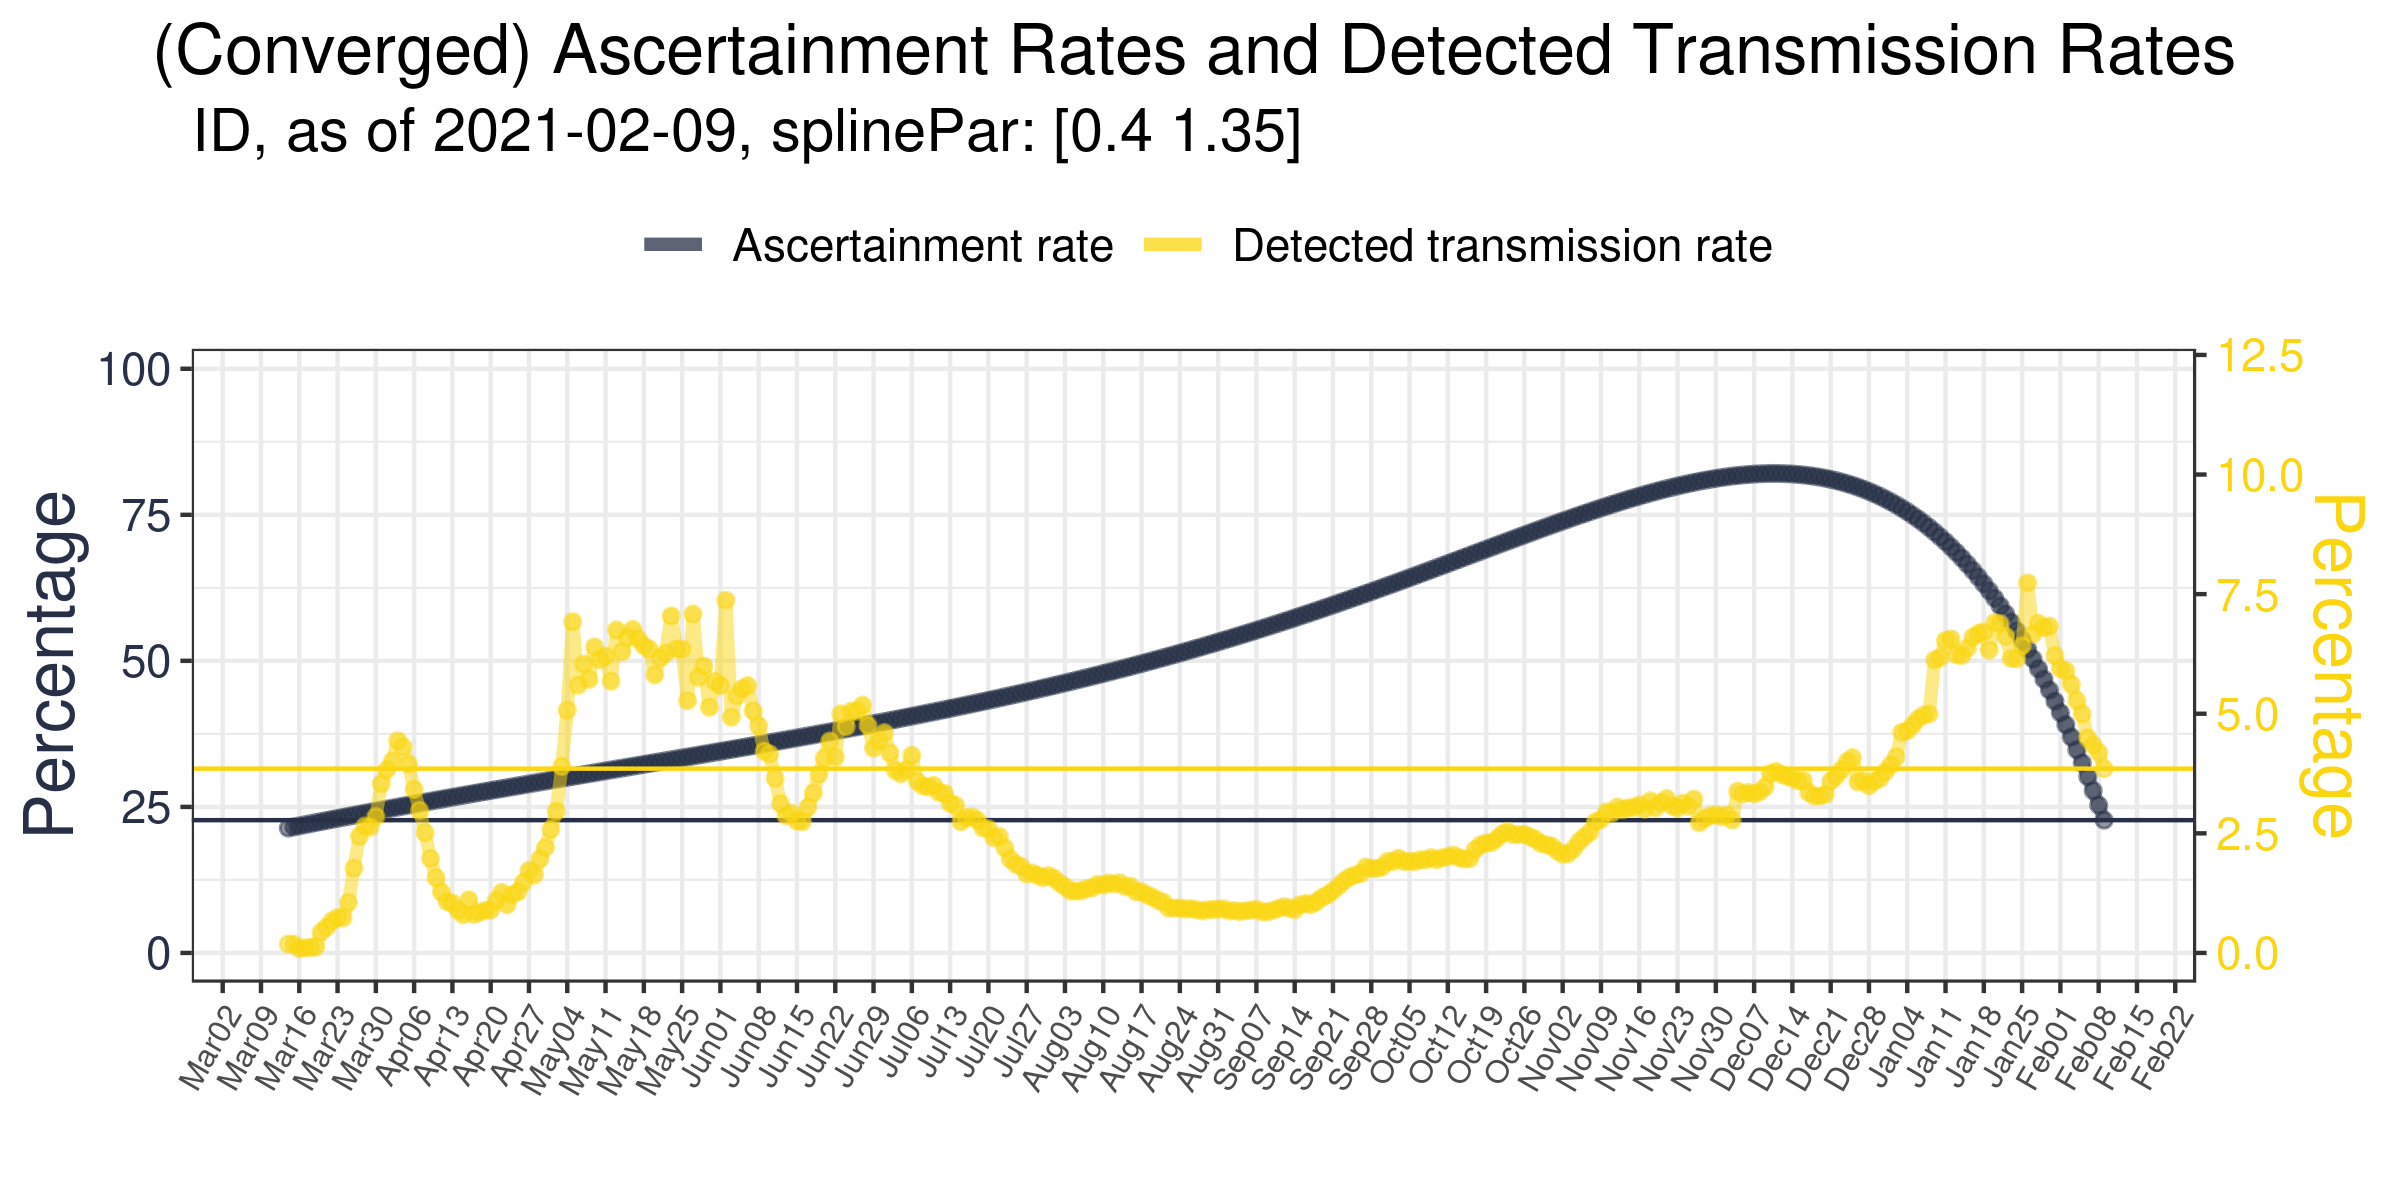 (Converged) Ascertainment Rates and Detected Transmission Rates
ID, as of 2021-02-09, splinePar: [0.4 1.35]
Ascertainment rate
Detected transmission rate
Percentage
100
75
50
25
0
12.5
10.0
7.5
5.0
2.5
0.0
Percentage
Mar02
Mar09
Mar16
Mar23
Mar30
Apr06
Apr13
Apr20
Apr27
May04
May11
May18
May25
Jun01
Jun08
Jun15
Jun22
Jun29
Jul06
Jul13
Jul20
Jul27
Aug03
Aug10
Aug17
Aug24
Aug31
Sep07
Sep14
Sep21
Sep28
Oct05
Oct12
Oct19
Oct26
Nov02
Nov09
Nov16
Nov23
Nov30
Dec07
Dec14
Dec21
Dec28
Jan04
Jan11
Jan18
Jan25
Feb01
Feb08
Feb15
Feb22